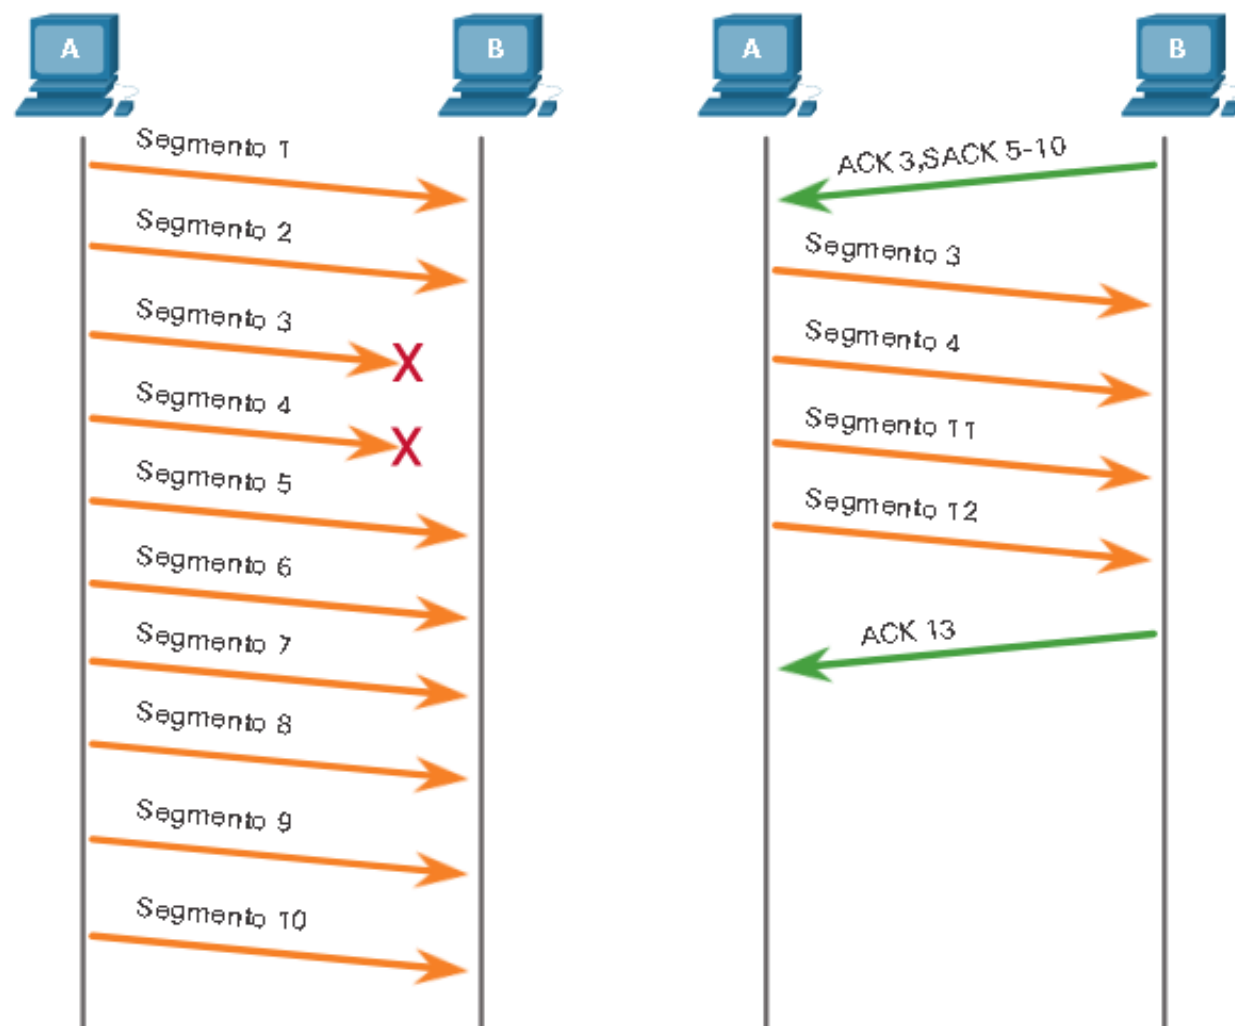 A
B
Segmento 1
Segmento 2
Segmento 3
X
Segmento 4
X
Segmento 5
Segmento 6
Segmento 7
Segmento 8
Segmento 9
Segmento 10
A
B
ACK 3,SACK 5-10
Segmento 3
Segmento 4
Segmento 11
Segmento 12
ACK 13